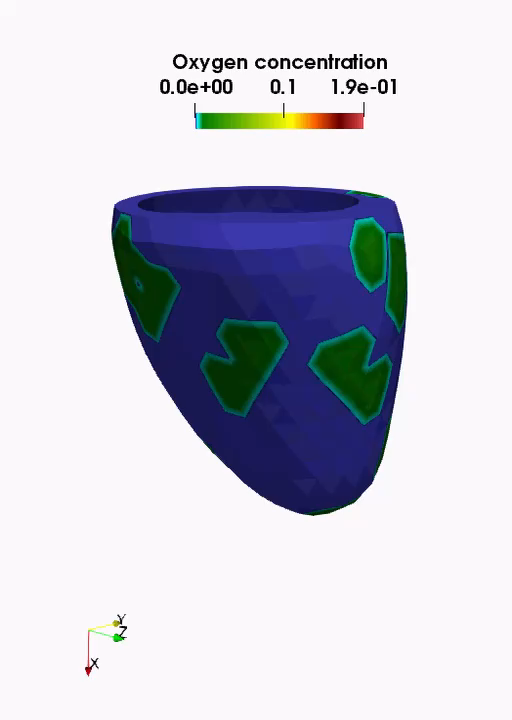 Oxygen concentration
0.0e+00 0.1 1.9e-01
Y
Z
X